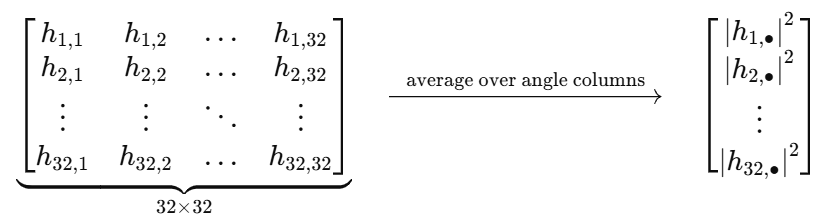 h1,1 h1,2 … h1,32 |h1,•|²
h2,1 h2,2 … h2,32 |h2,•|²
average over angle columns
⋮ ⋮ ⋱ ⋮ ⋮
h32,1 h32,2 … h32,32 |h32,•|²
32×32